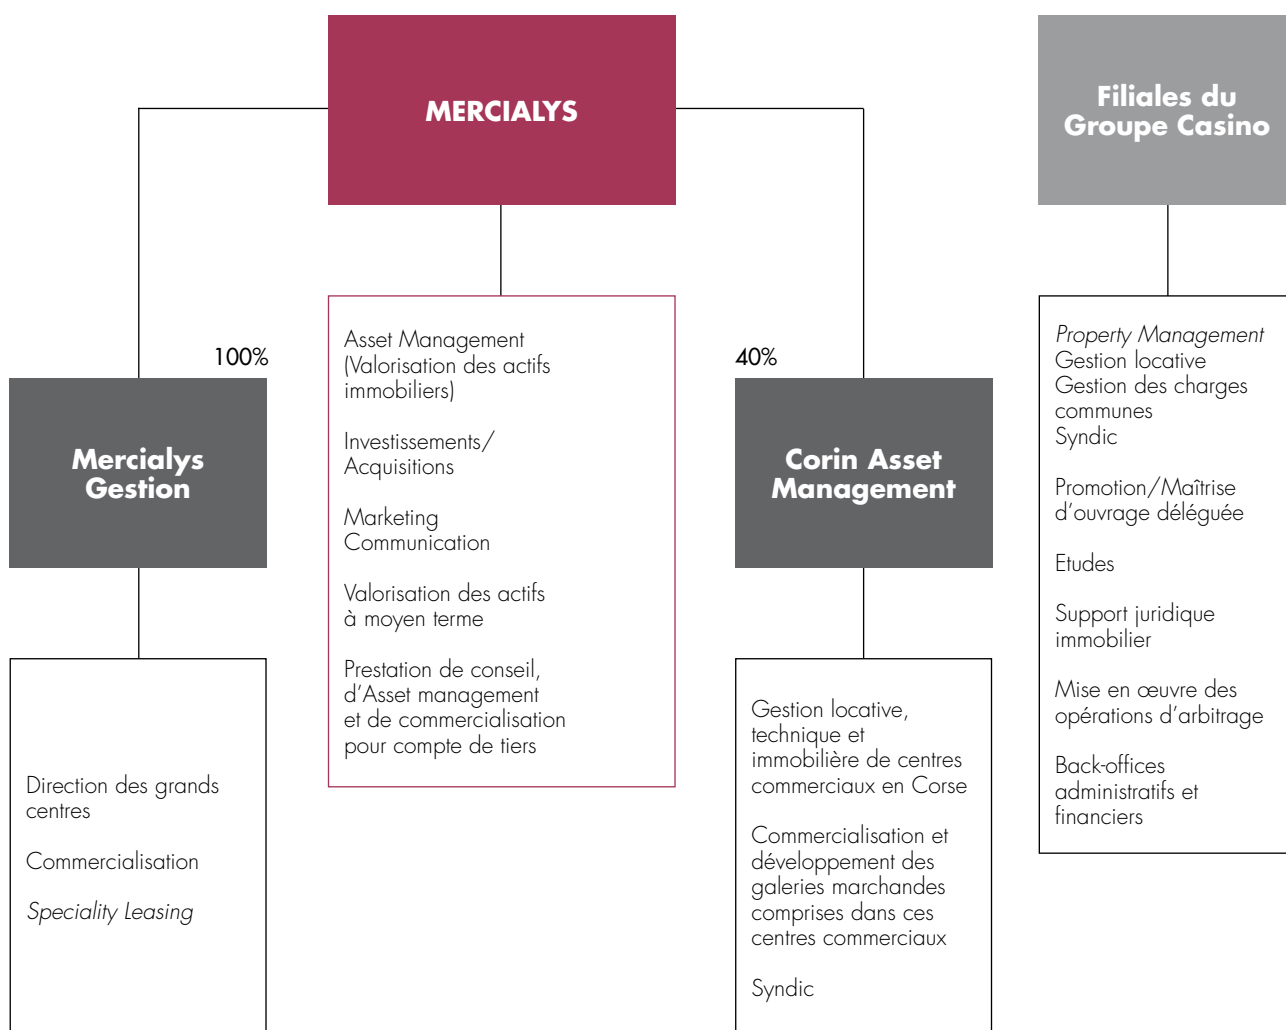 MERCIALYS
Filiales du
Groupe Casino
100%
Mercialys
Gestion
Direction des grands
centres
Commercialisation
Speciality Leasing
Asset Management
(Valorisation des actifs
immobiliers)
Investissements/
Acquisitions
Marketing
Communication
Valorisation des actifs
à moyen terme
Prestation de conseil,
d’Asset management
et de commercialisation
pour compte de tiers
40%
Corin Asset
Management
Gestion locative,
technique et
immobilière de centres
commerciaux en Corse
Commercialisation et
développement des
galeries marchandes
comprises dans ces
centres commerciaux
Syndic
Property Management
Gestion locative
Gestion des charges
communes
Syndic
Promotion/Maîtrise
d’ouvrage déléguée
Etudes
Support juridique
immobilier
Mise en œuvre des
opérations d’arbitrage
Back-offices
administratifs et
financiers